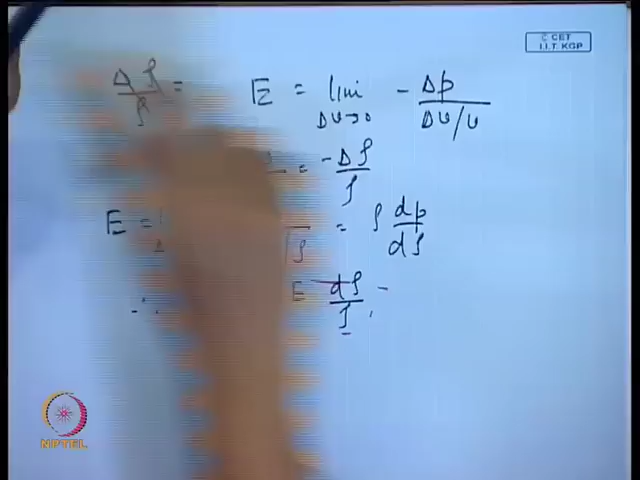 © CET
I.I.T. KGP
Δρ/ρ = E = lim Δv→0 - Δp / Δv/v
= -Δρ/ρ
E = /ρ = ρ dp/dρ
∴ E dρ/ρ =
NPTEL